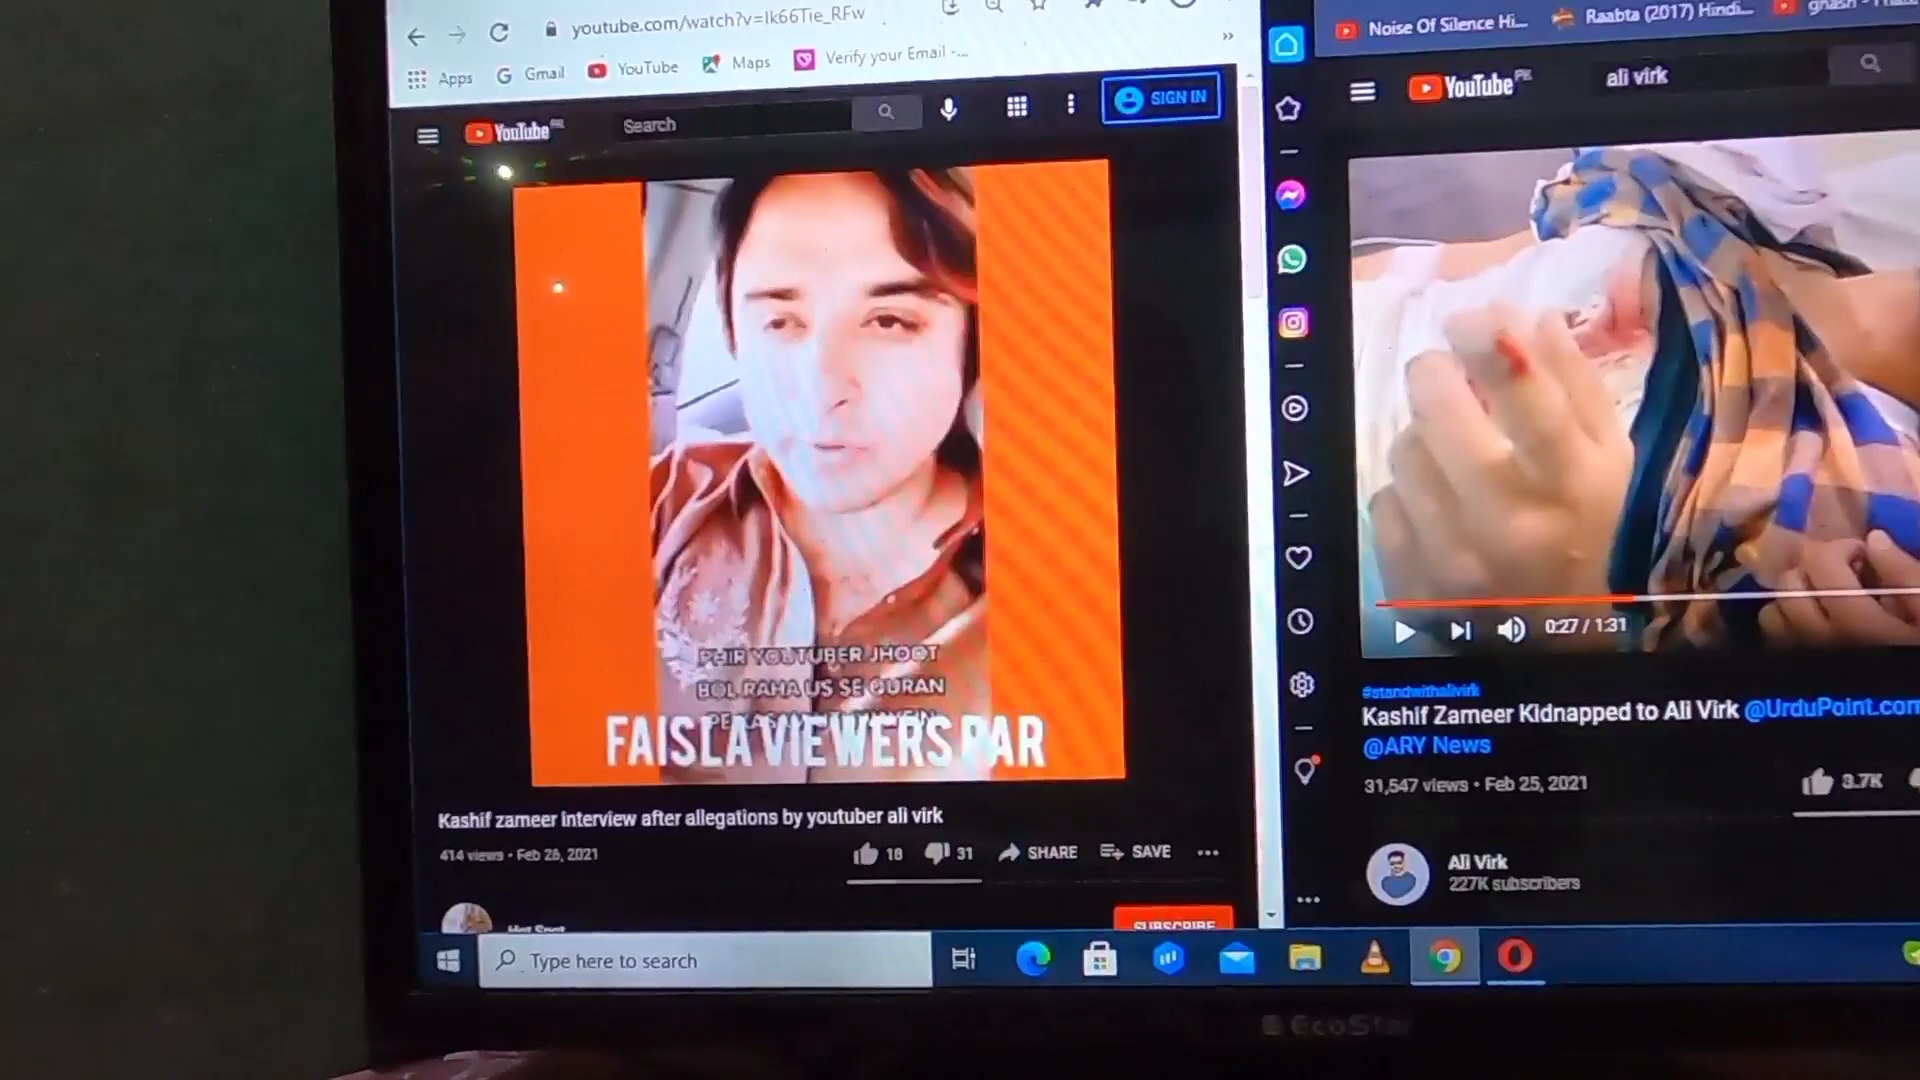 youtube.com/watch?v=Ik66Tie_RFw
Apps
Gmail
YouTube
Maps
Verify your Email -...
YouTube
Search
SIGN IN
PHIR YOUTUBER JHOOT
BOL RAHA US SE QURAN
FAISLA VIEWERS PAR
Kashif zameer interview after allegations by youtuber ali virk
414 views • Feb 26, 2021
18
31
SHARE
SAVE
SUBSCRIBE
Noise Of Silence Hi...
Raabta (2017) Hindi...
YouTube PK
ali virk
0:27 / 1:31
#standwithalivirk
Kashif Zameer Kidnapped to Ali Virk @UrduPoint.com
@ARY News
31,547 views • Feb 25, 2021
3.7K
Ali Virk
227K subscribers
Type here to search
EcoStar